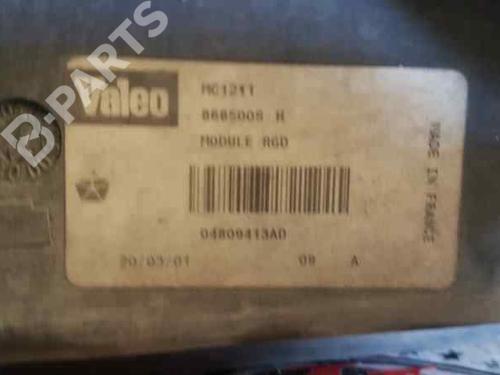 B-PARTS
Valeo
MC1211
868500S H
MODULE RGD
04809413AD
20/03/01 09 A
MADE IN FRANCE